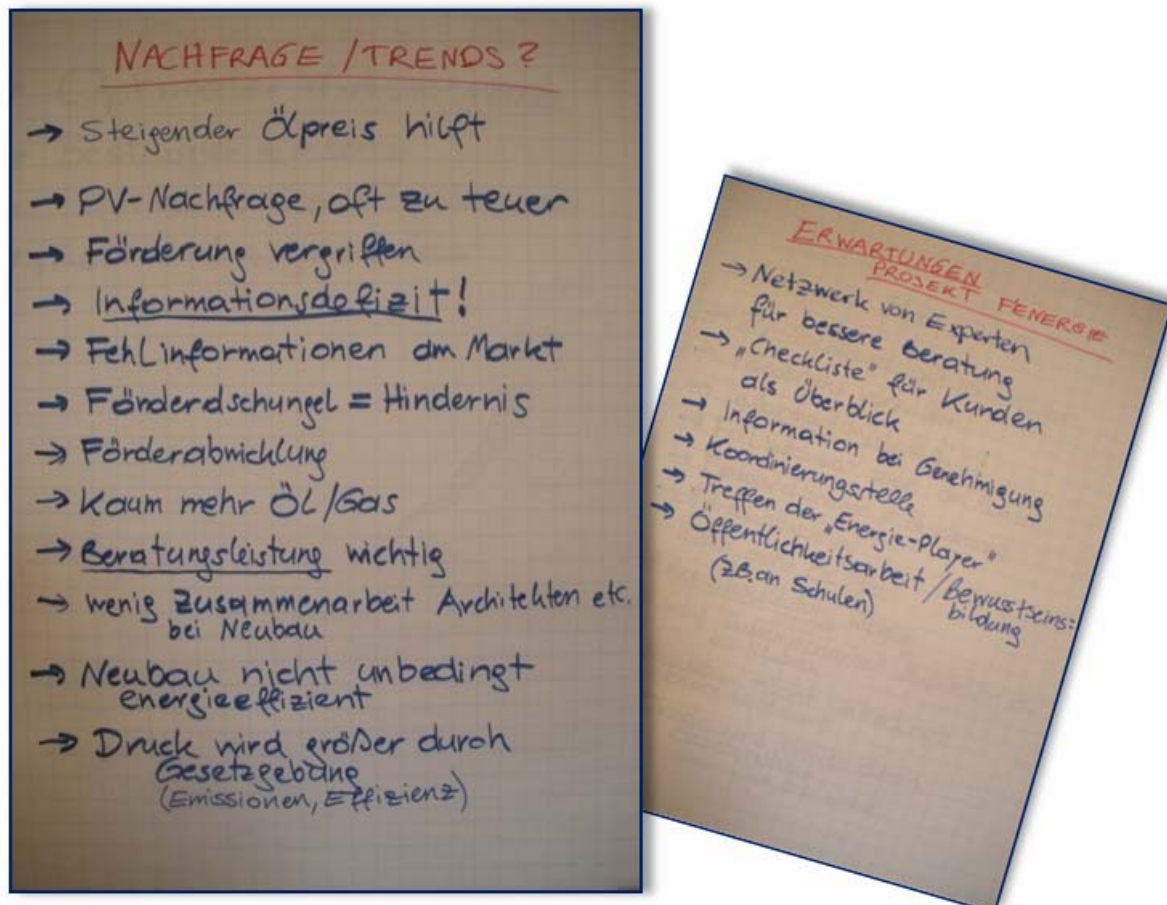 NACHFRAGE / TRENDS?
→ Steigender Ölpreis hilft
→ PV-Nachfrage, oft zu teuer
→ Förderung vergriffen
→ Informationsdefizit!
→ Fehlinformationen am Markt
→ Förderdschungel = Hindernis
→ Förderabwicklung
→ Kaum mehr ÖL/Gas
→ Beratungsleistung wichtig
→ wenig Zusammenarbeit Architekten etc.
bei Neubau
→ Neubau nicht unbedingt
energieeffizient
→ Druck wird größer durch
Gesetzgebung
(Emissionen, Effizienz)
ERWARTUNGEN
PROJEKT FENERGIE
→ Netzwerk von Experten
für bessere Beratung
→ „Checkliste" für Kunden
als Überblick
→ Information bei Genehmigung
→ Koordinierungsstelle
→ Treffen der „Energie-Player"
→ Öffentlichkeitsarbeit / Bewusstseins=
bildung
(zB. an Schulen)